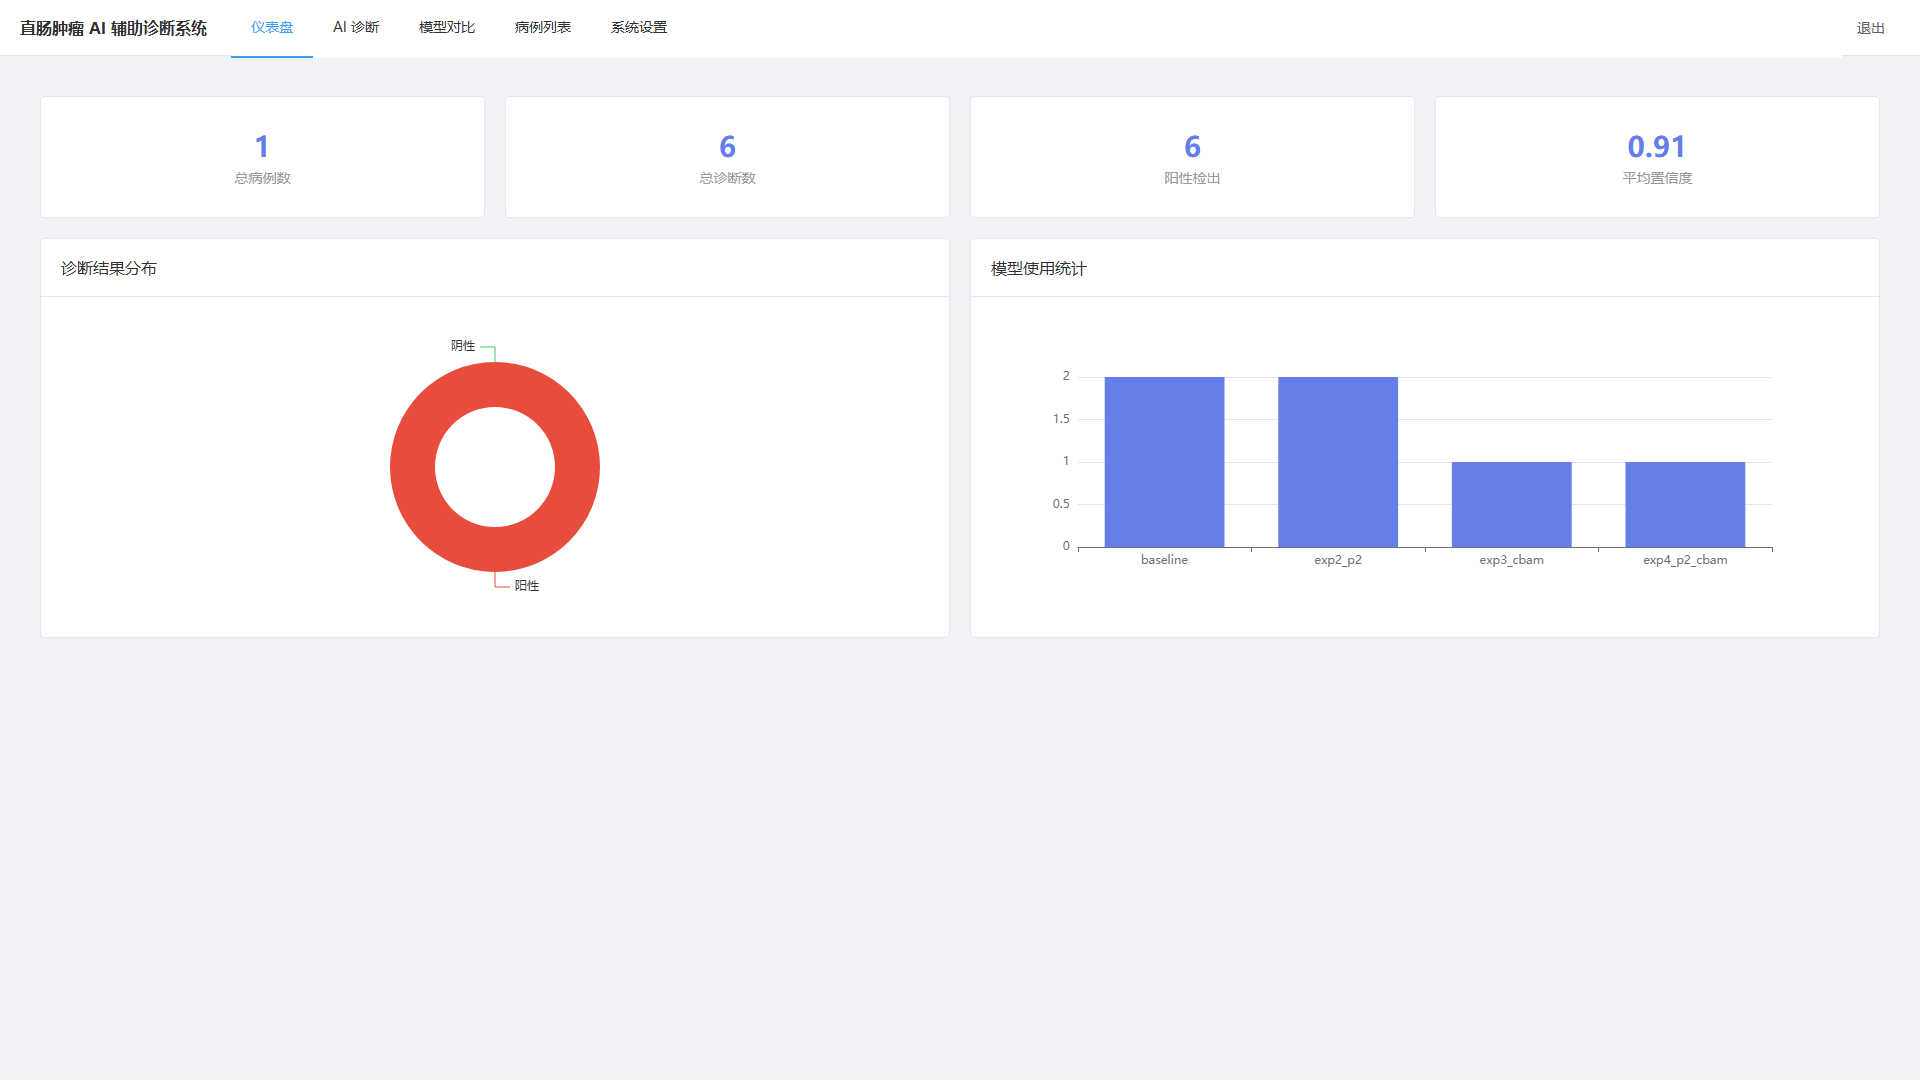 直肠肿瘤 AI 辅助诊断系统
仪表盘
AI 诊断
模型对比
病例列表
系统设置
退出
1
总病例数
6
总诊断数
6
阳性检出
0.91
平均置信度
诊断结果分布
阴性
阳性
模型使用统计
2
1.5
1
0.5
0
baseline
exp2_p2
exp3_cbam
exp4_p2_cbam